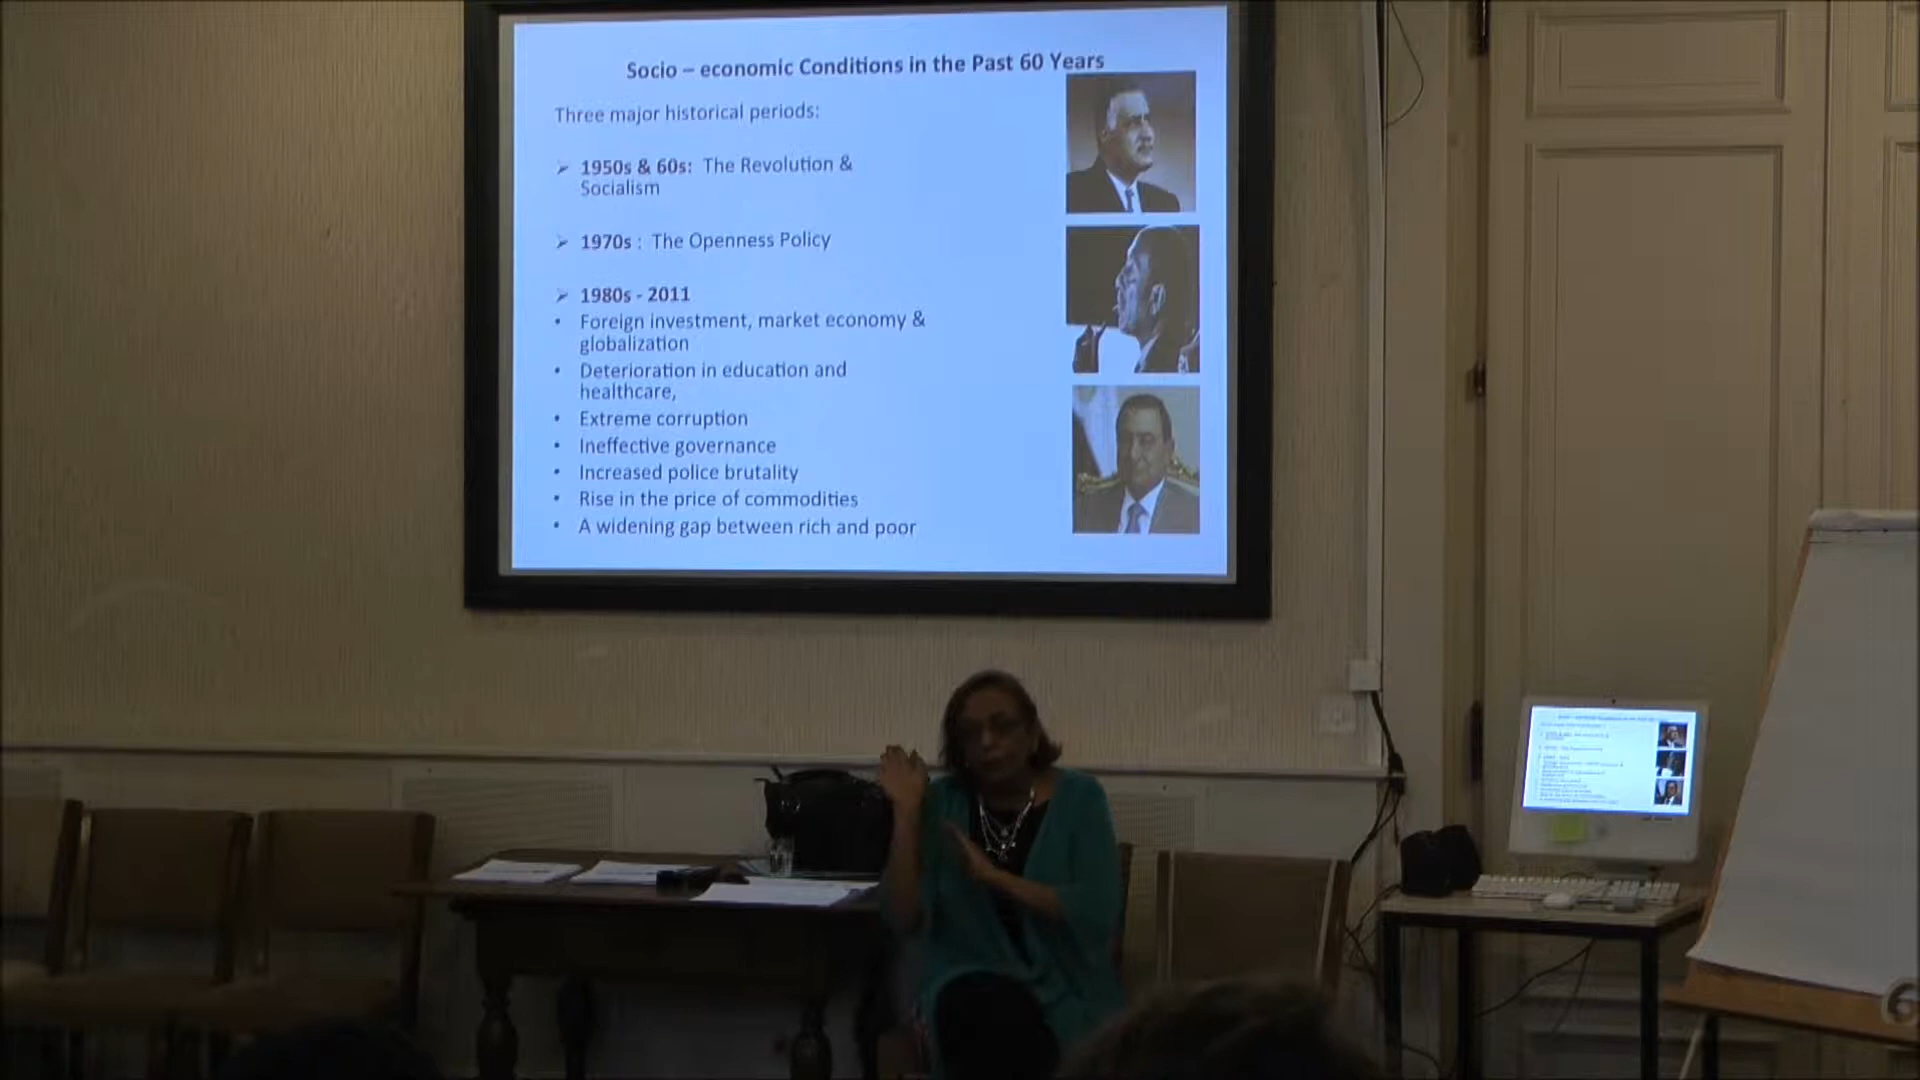 Socio – economic Conditions in the Past 60 Years
Three major historical periods:
➢ 1950s & 60s: The Revolution &
Socialism
➢ 1970s : The Openness Policy
➢ 1980s - 2011
• Foreign investment, market economy &
globalization
• Deterioration in education and
healthcare,
• Extreme corruption
• Ineffective governance
• Increased police brutality
• Rise in the price of commodities
• A widening gap between rich and poor